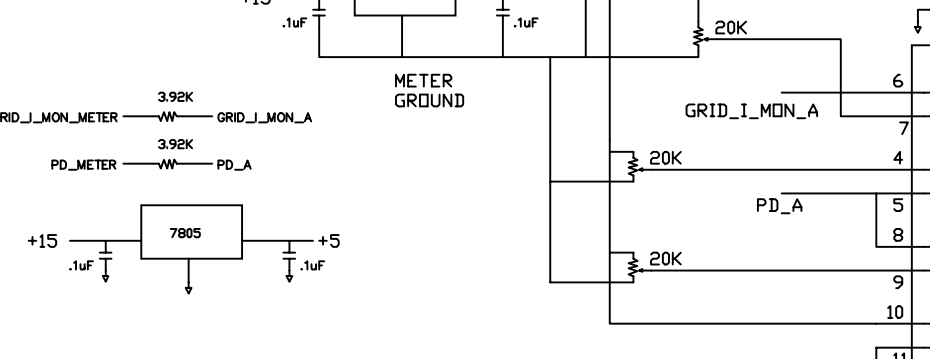 +15
.1uF
.1uF
20K
METER
GROUND
6
GRID_I_MON_A
7
3.92K
RID_I_MON_METER
GRID_I_MON_A
3.92K
PD_METER
PD_A
20K
4
PD_A
5
8
+15
7805
+5
.1uF
.1uF
20K
9
10
11